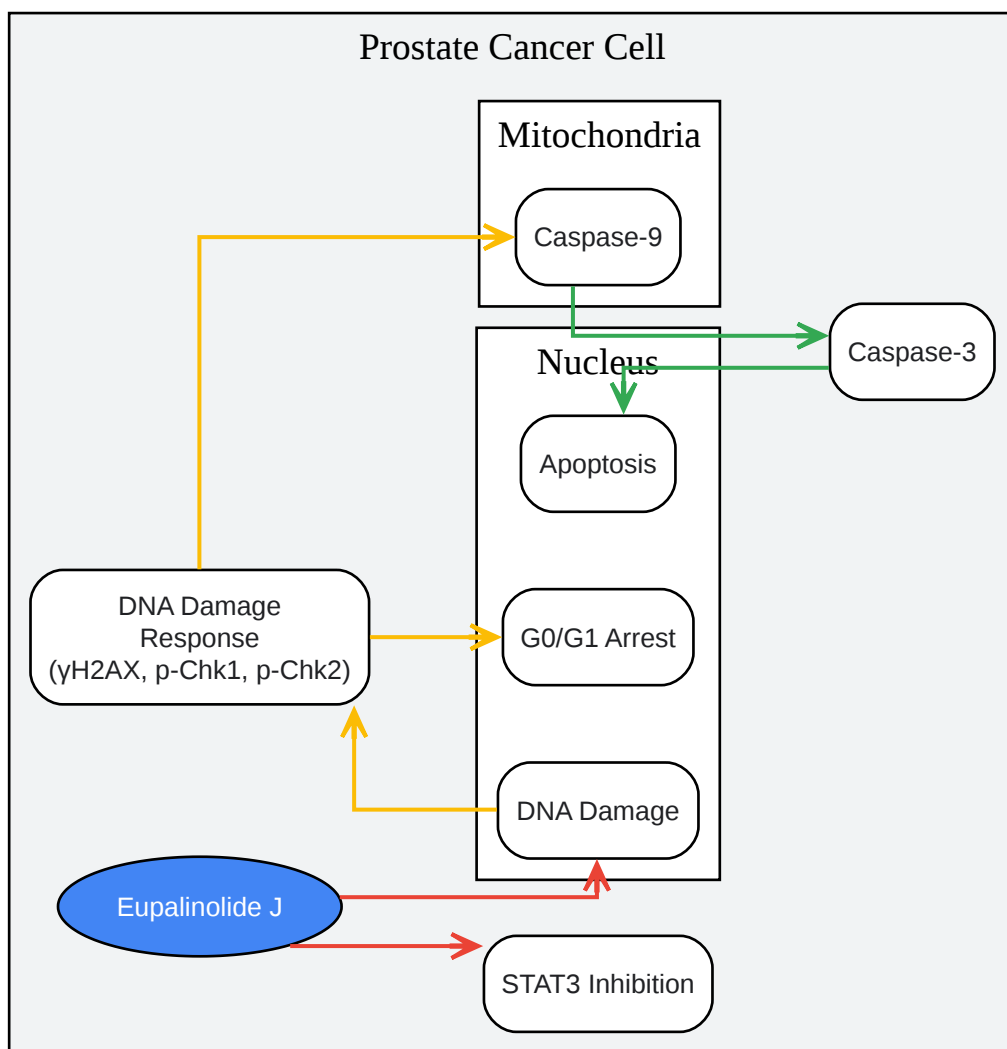 Prostate Cancer Cell
Mitochondria
Caspase-9
Caspase-3
Nucleus
Apoptosis
DNA Damage
Response
(γH2AX, p-Chk1, p-Chk2)
G0/G1 Arrest
DNA Damage
Eupalinolide J
STAT3 Inhibition